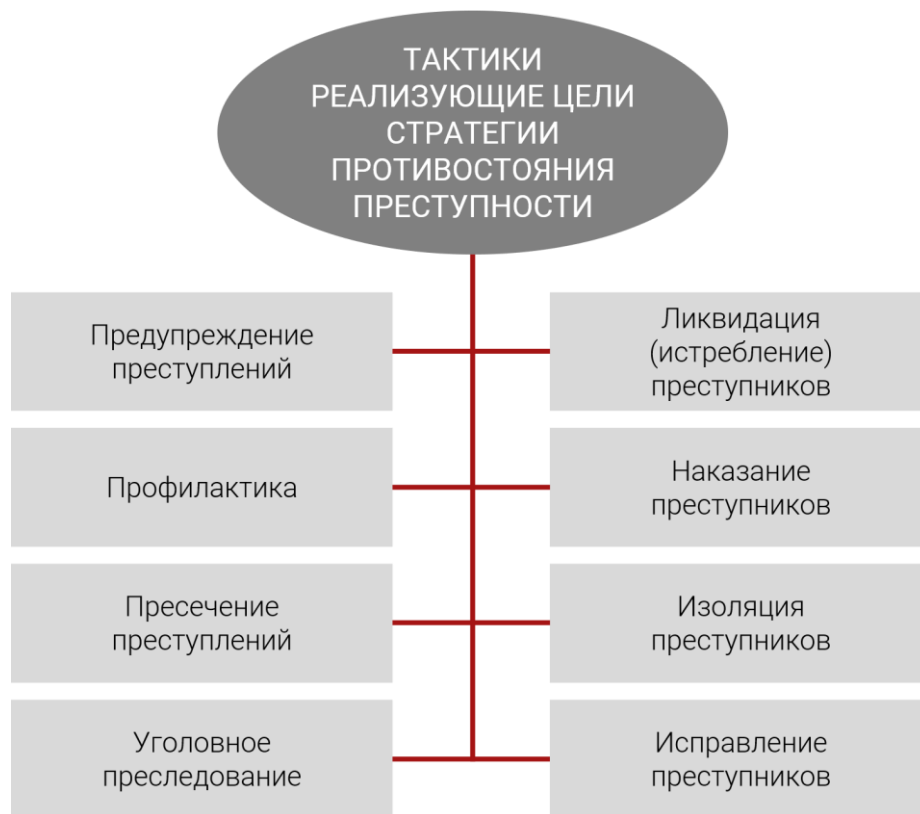 ТАКТИКИ
РЕАЛИЗУЮЩИЕ ЦЕЛИ
СТРАТЕГИИ
ПРОТИВОСТОЯНИЯ
ПРЕСТУПНОСТИ
Предупреждение
преступлений
Ликвидация
(истребление)
преступников
Профилактика
Наказание
преступников
Пресечение
преступлений
Изоляция
преступников
Уголовное
преследование
Исправление
преступников